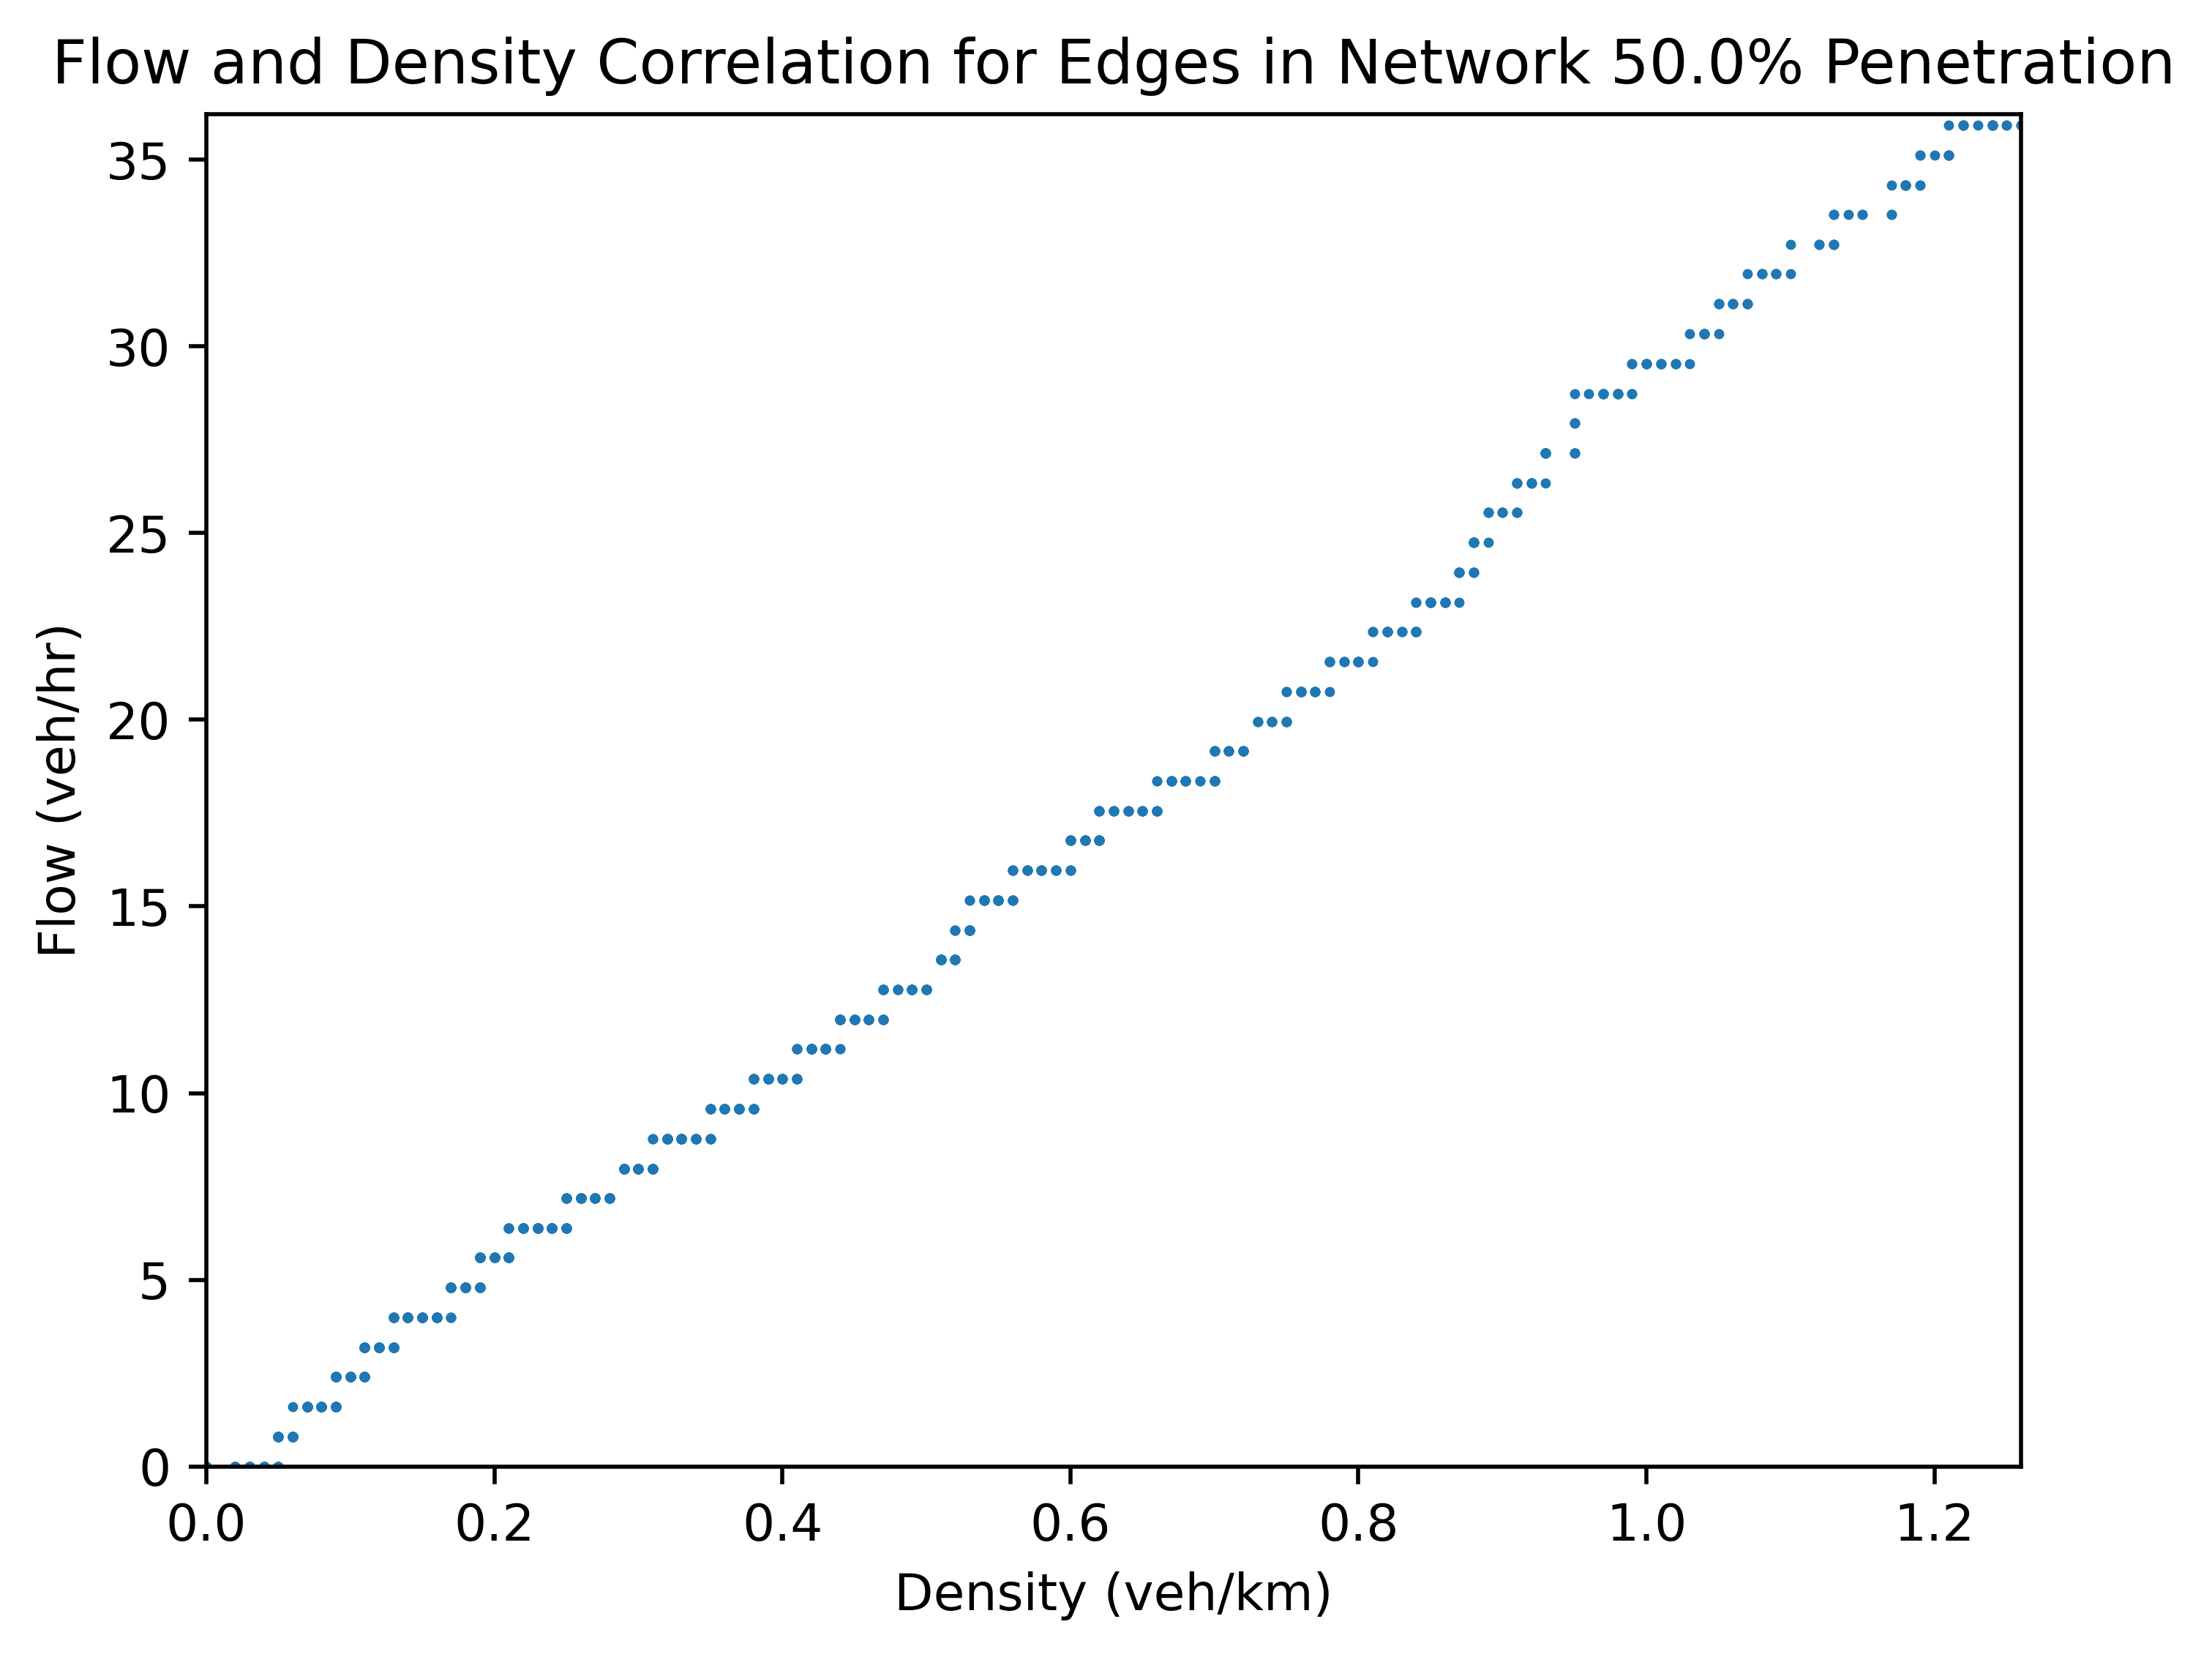 Flow and Density Correlation for Edges in Network 50.0% Penetration
35
30
25
20
15
10
5
0
Flow (veh/hr)
0.0 0.2 0.4 0.6 0.8 1.0 1.2
Density (veh/km)